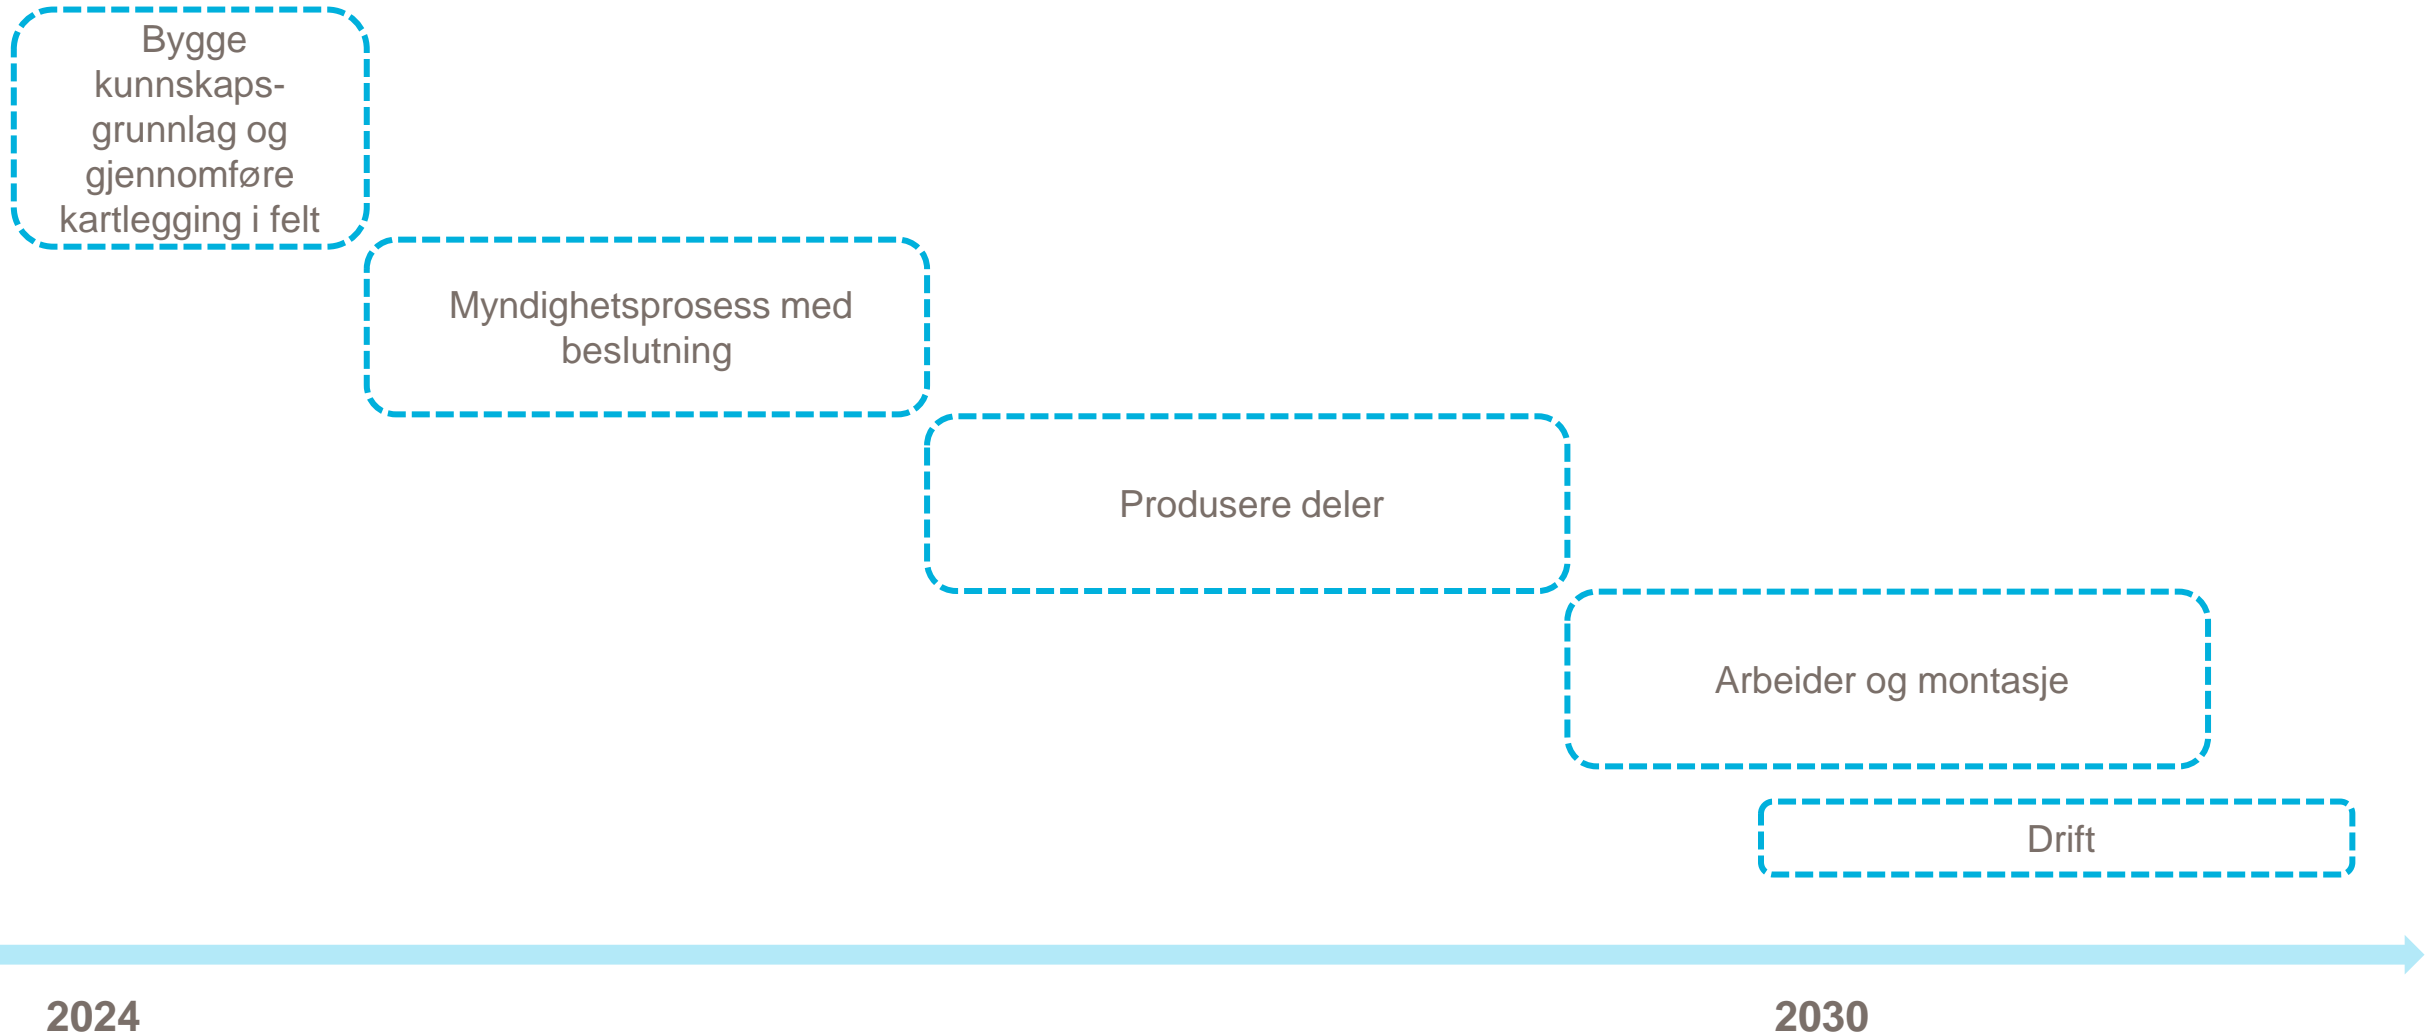 Bygge
kunnskaps-
grunnlag og
gjennomføre
kartlegging i felt
Myndighetsprosess med
beslutning
Produsere deler
Arbeider og montasje
Drift
2024
2030